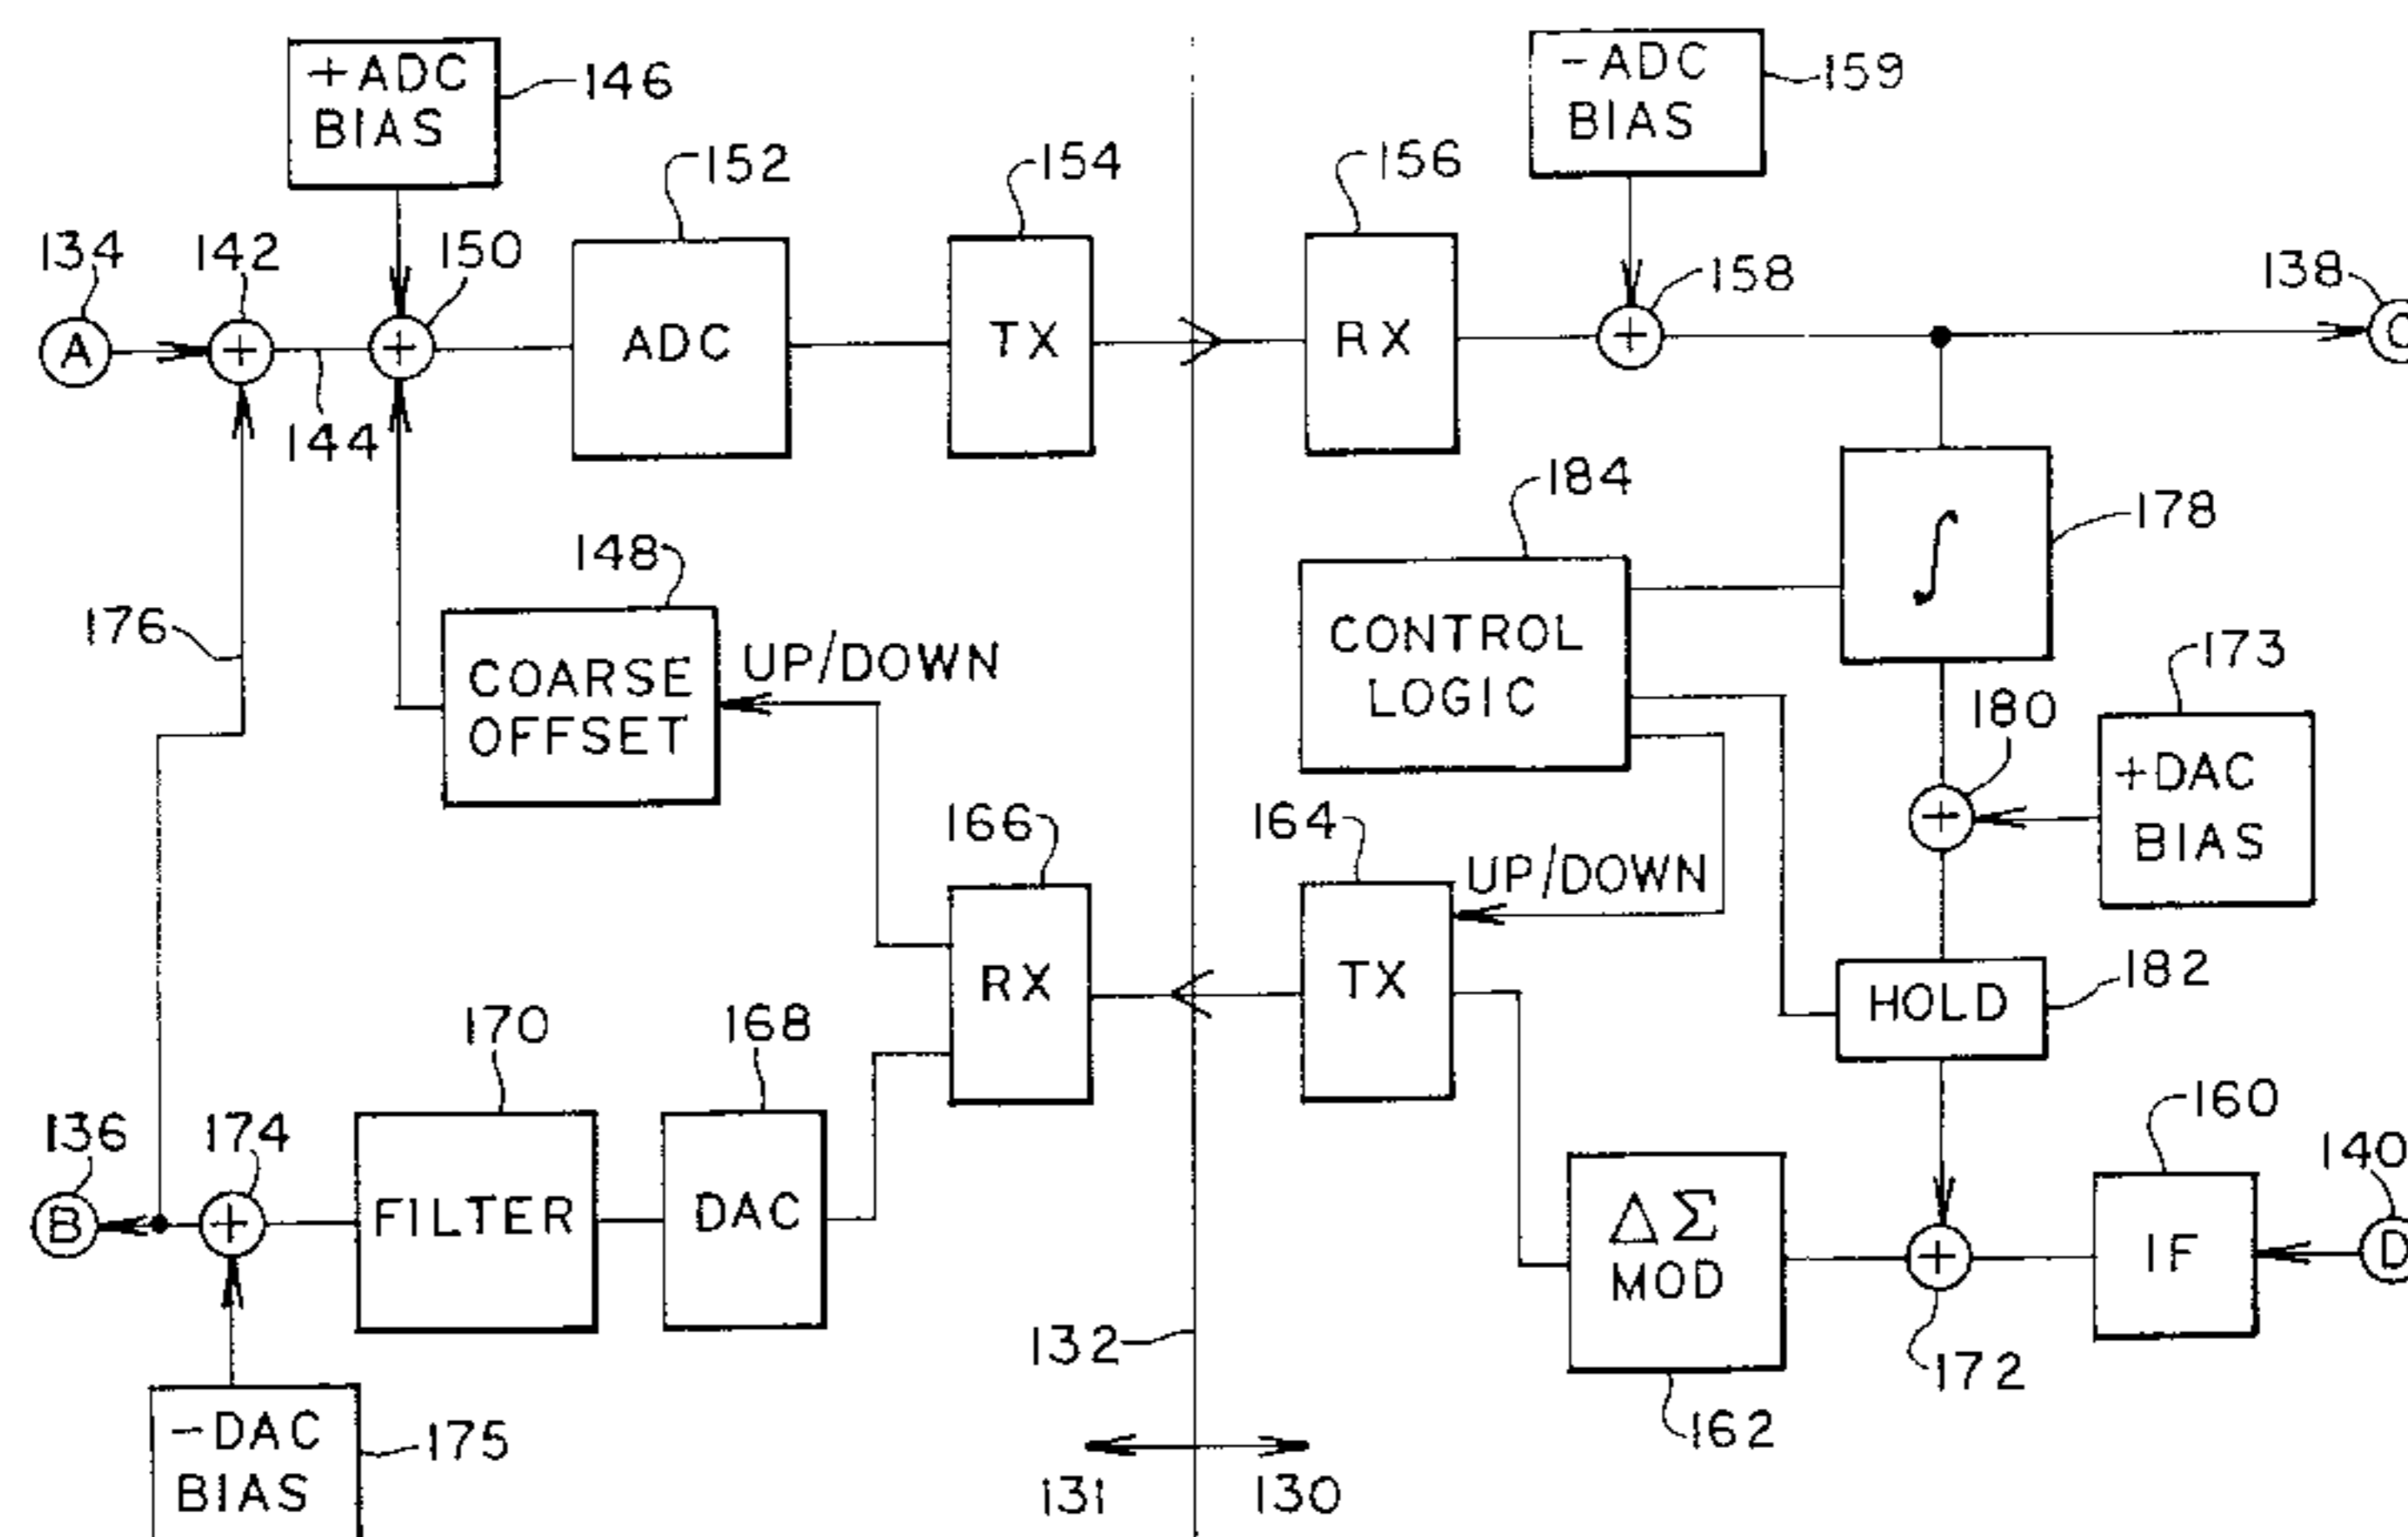 +ADC
BIAS
146
-ADC
BIAS
159
152
154
156
134
142
150
158
138
A
+
+
ADC
TX
RX
+
144
184
178
148
∫
176
COARSE
OFFSET
UP/DOWN
CONTROL
LOGIC
173
180
166
164
+
+DAC
BIAS
UP/DOWN
170
168
RX
TX
HOLD
182
136
174
160
140
B
+
FILTER
DAC
ΔΣ
MOD
+
IF
D
132
172
-DAC
BIAS
175
162
131
130